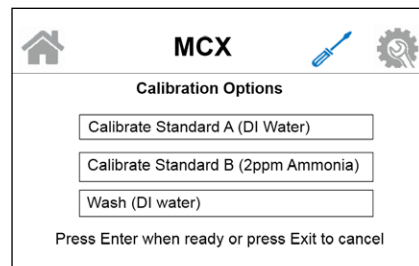 MCX
Calibration Options
Calibrate Standard A (DI Water)
Calibrate Standard B (2ppm Ammonia)
Wash (DI water)
Press Enter when ready or press Exit to cancel